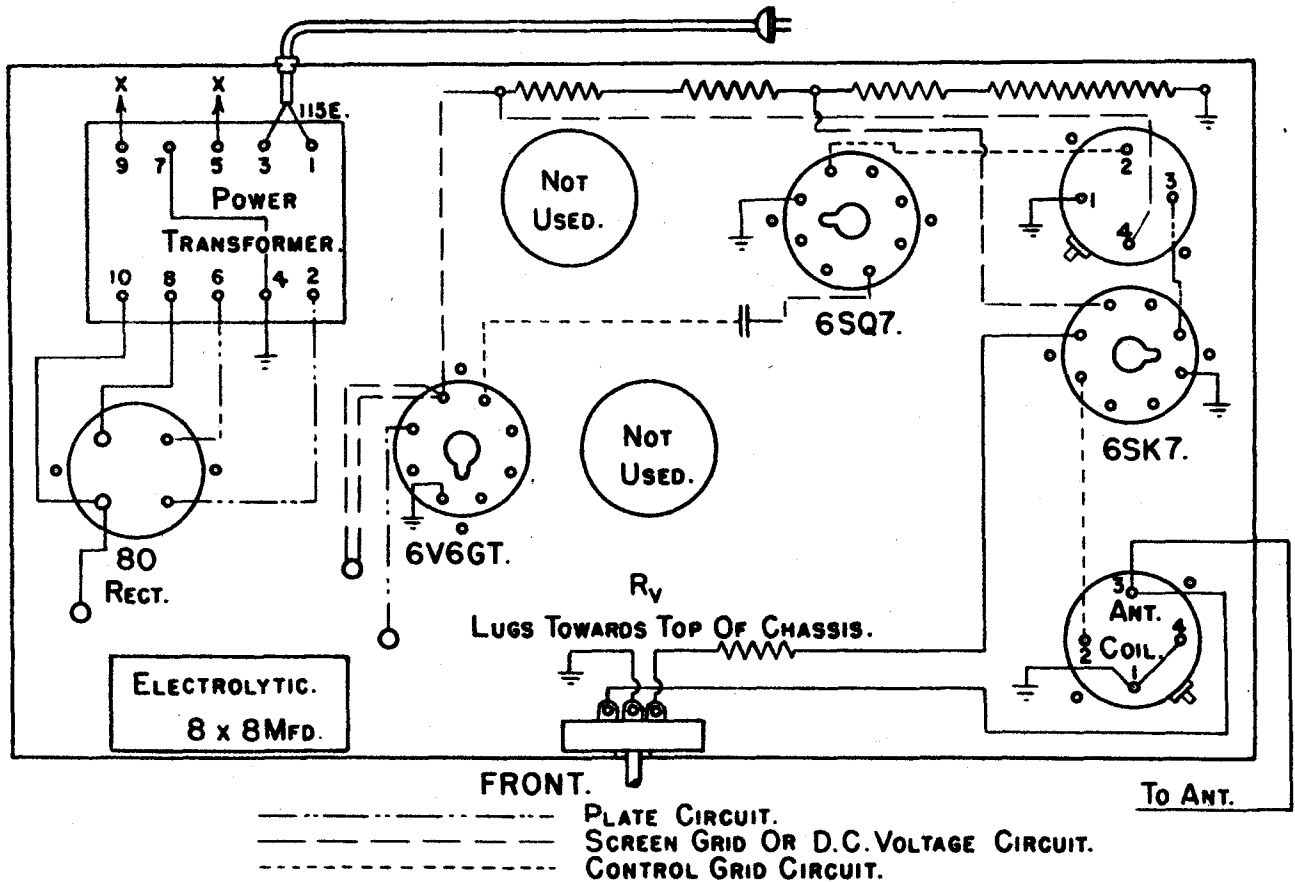 115E.
X X
9 7 5 3 1
POWER
TRANSFORMER.
10 8 6 4 2
NOT
USED.
6SQ7.
2
1
3
4
6SK7.
NOT
USED.
6V6GT.
80
RECT.
RV
LUGS TOWARDS TOP OF CHASSIS.
3
ANT.
4
COIL.
2
1
ELECTROLYTIC.
8 x 8MFD.
FRONT.
TO ANT.
PLATE CIRCUIT.
SCREEN GRID OR D.C. VOLTAGE CIRCUIT.
CONTROL GRID CIRCUIT.